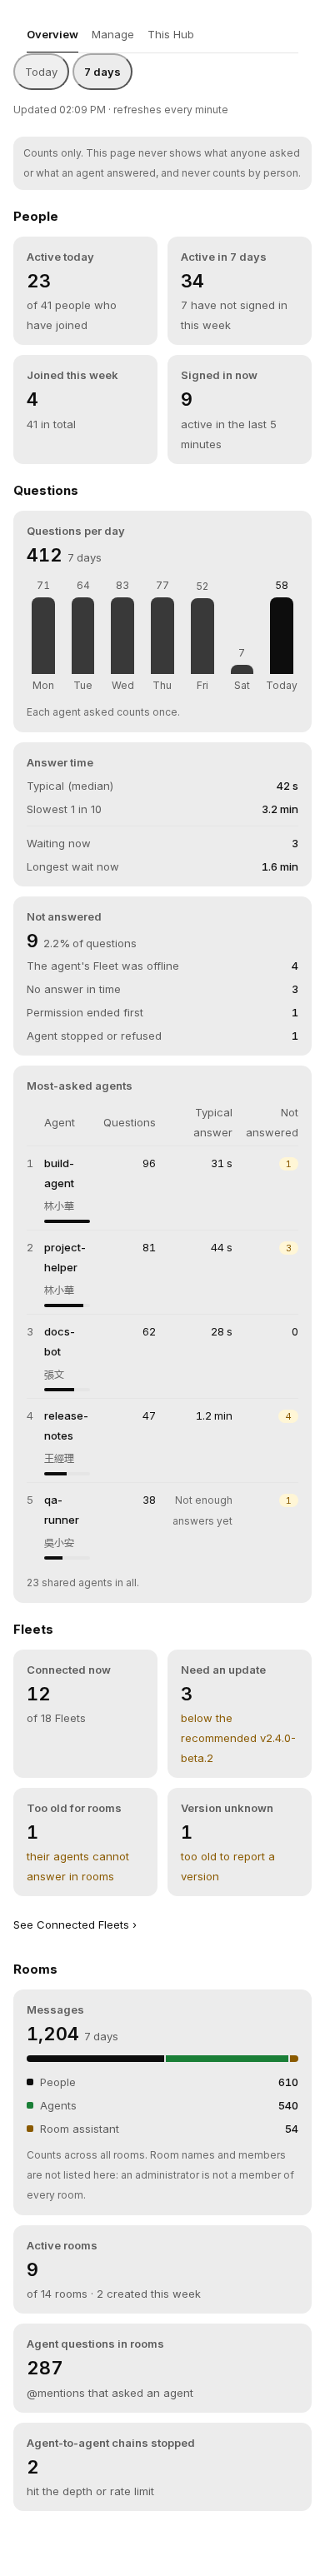 Overview Manage This Hub
Today 7 days
Updated 02:09 PM · refreshes every minute
Counts only. This page never shows what anyone asked
or what an agent answered, and never counts by person.
People
Active today
23
of 41 people who
have joined
Active in 7 days
34
7 have not signed in
this week
Joined this week
4
41 in total
Signed in now
9
active in the last 5
minutes
Questions
Questions per day
412 7 days
71 64 83 77 52 7 58
Mon Tue Wed Thu Fri Sat Today
Each agent asked counts once.
Answer time
Typical (median) 42 s
Slowest 1 in 10 3.2 min
Waiting now 3
Longest wait now 1.6 min
Not answered
9 2.2% of questions
The agent's Fleet was offline 4
No answer in time 3
Permission ended first 1
Agent stopped or refused 1
Most-asked agents
Agent Questions Typical answer Not answered
1 build-agent 96 31 s 1
林小華
2 project-helper 81 44 s 3
林小華
3 docs-bot 62 28 s 0
張文
4 release-notes 47 1.2 min 4
王經理
5 qa-runner 38 Not enough answers yet 1
吳小安
23 shared agents in all.
Fleets
Connected now
12
of 18 Fleets
Need an update
3
below the
recommended v2.4.0-
beta.2
Too old for rooms
1
their agents cannot
answer in rooms
Version unknown
1
too old to report a
version
See Connected Fleets ›
Rooms
Messages
1,204 7 days
People 610
Agents 540
Room assistant 54
Counts across all rooms. Room names and members
are not listed here: an administrator is not a member of
every room.
Active rooms
9
of 14 rooms · 2 created this week
Agent questions in rooms
287
@mentions that asked an agent
Agent-to-agent chains stopped
2
hit the depth or rate limit